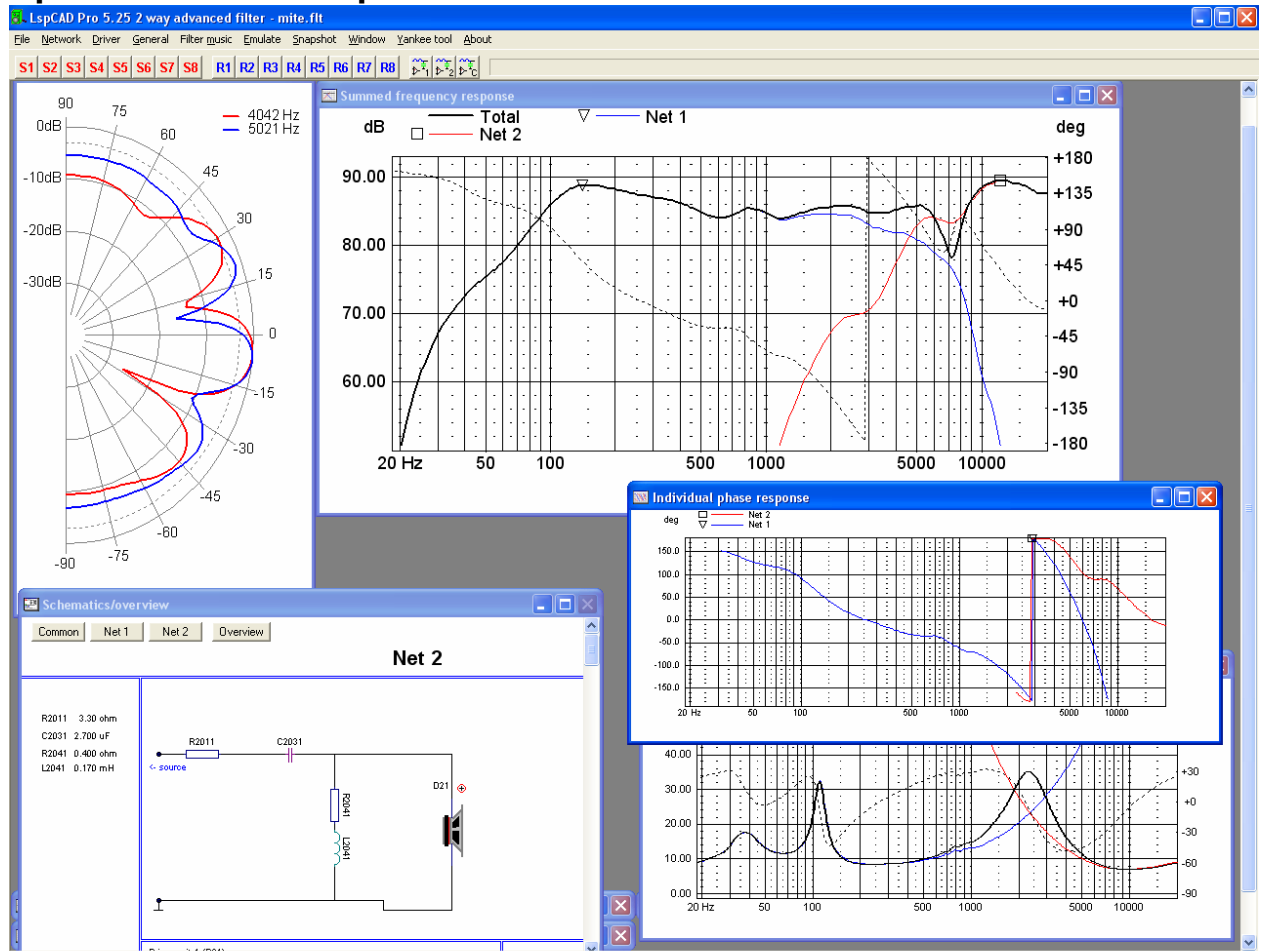 LspCAD Pro 5.25 2 way advanced filter - mite.flt
File Network Driver General Filter music Emulate Snapshot Window Yankee tool About
S1 S2 S3 S4 S5 S6 S7 S8 R1 R2 R3 R4 R5 R6 R7 R8 1 2 C
90 75 60 45 30 15 0 -15 -30 -45 -60 -75 -90
0dB
-10dB
-20dB
-30dB
4042 Hz
5021 Hz
Summed frequency response
dB Total Net 1 deg
Net 2
90.00 +180
80.00 +135
70.00 +90
60.00 +45
+0
-45
-90
-135
-180
20 Hz 50 100 500 1000 5000 10000
Individual phase response
deg Net 2
Net 1
150.0
100.0
50.0
0.0
-50.0
-100.0
-150.0
20 Hz 50 100 500 1000 5000 10000
Schematics/overview
Common Net 1 Net 2 Overview
Net 2
R2011 3.30 ohm
C2031 2.700 uF
R2041 0.400 ohm
L2041 0.170 mH
R2011 C2031
<- source
R2041
L2041
D21
40.00
30.00 +30
20.00 +0
10.00 -30
0.00 -60
-90
20 Hz 50 100 500 1000 5000 10000